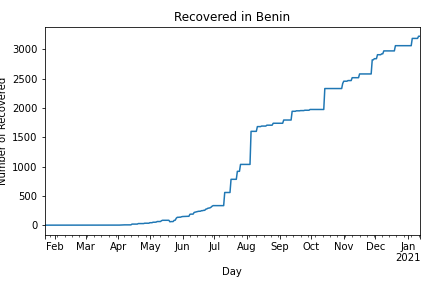 Recovered in Benin
3000
2500
2000
1500
1000
500
0
Number of Recovered
Feb Mar Apr May Jun Jul Aug Sep Oct Nov Dec Jan
2021
Day